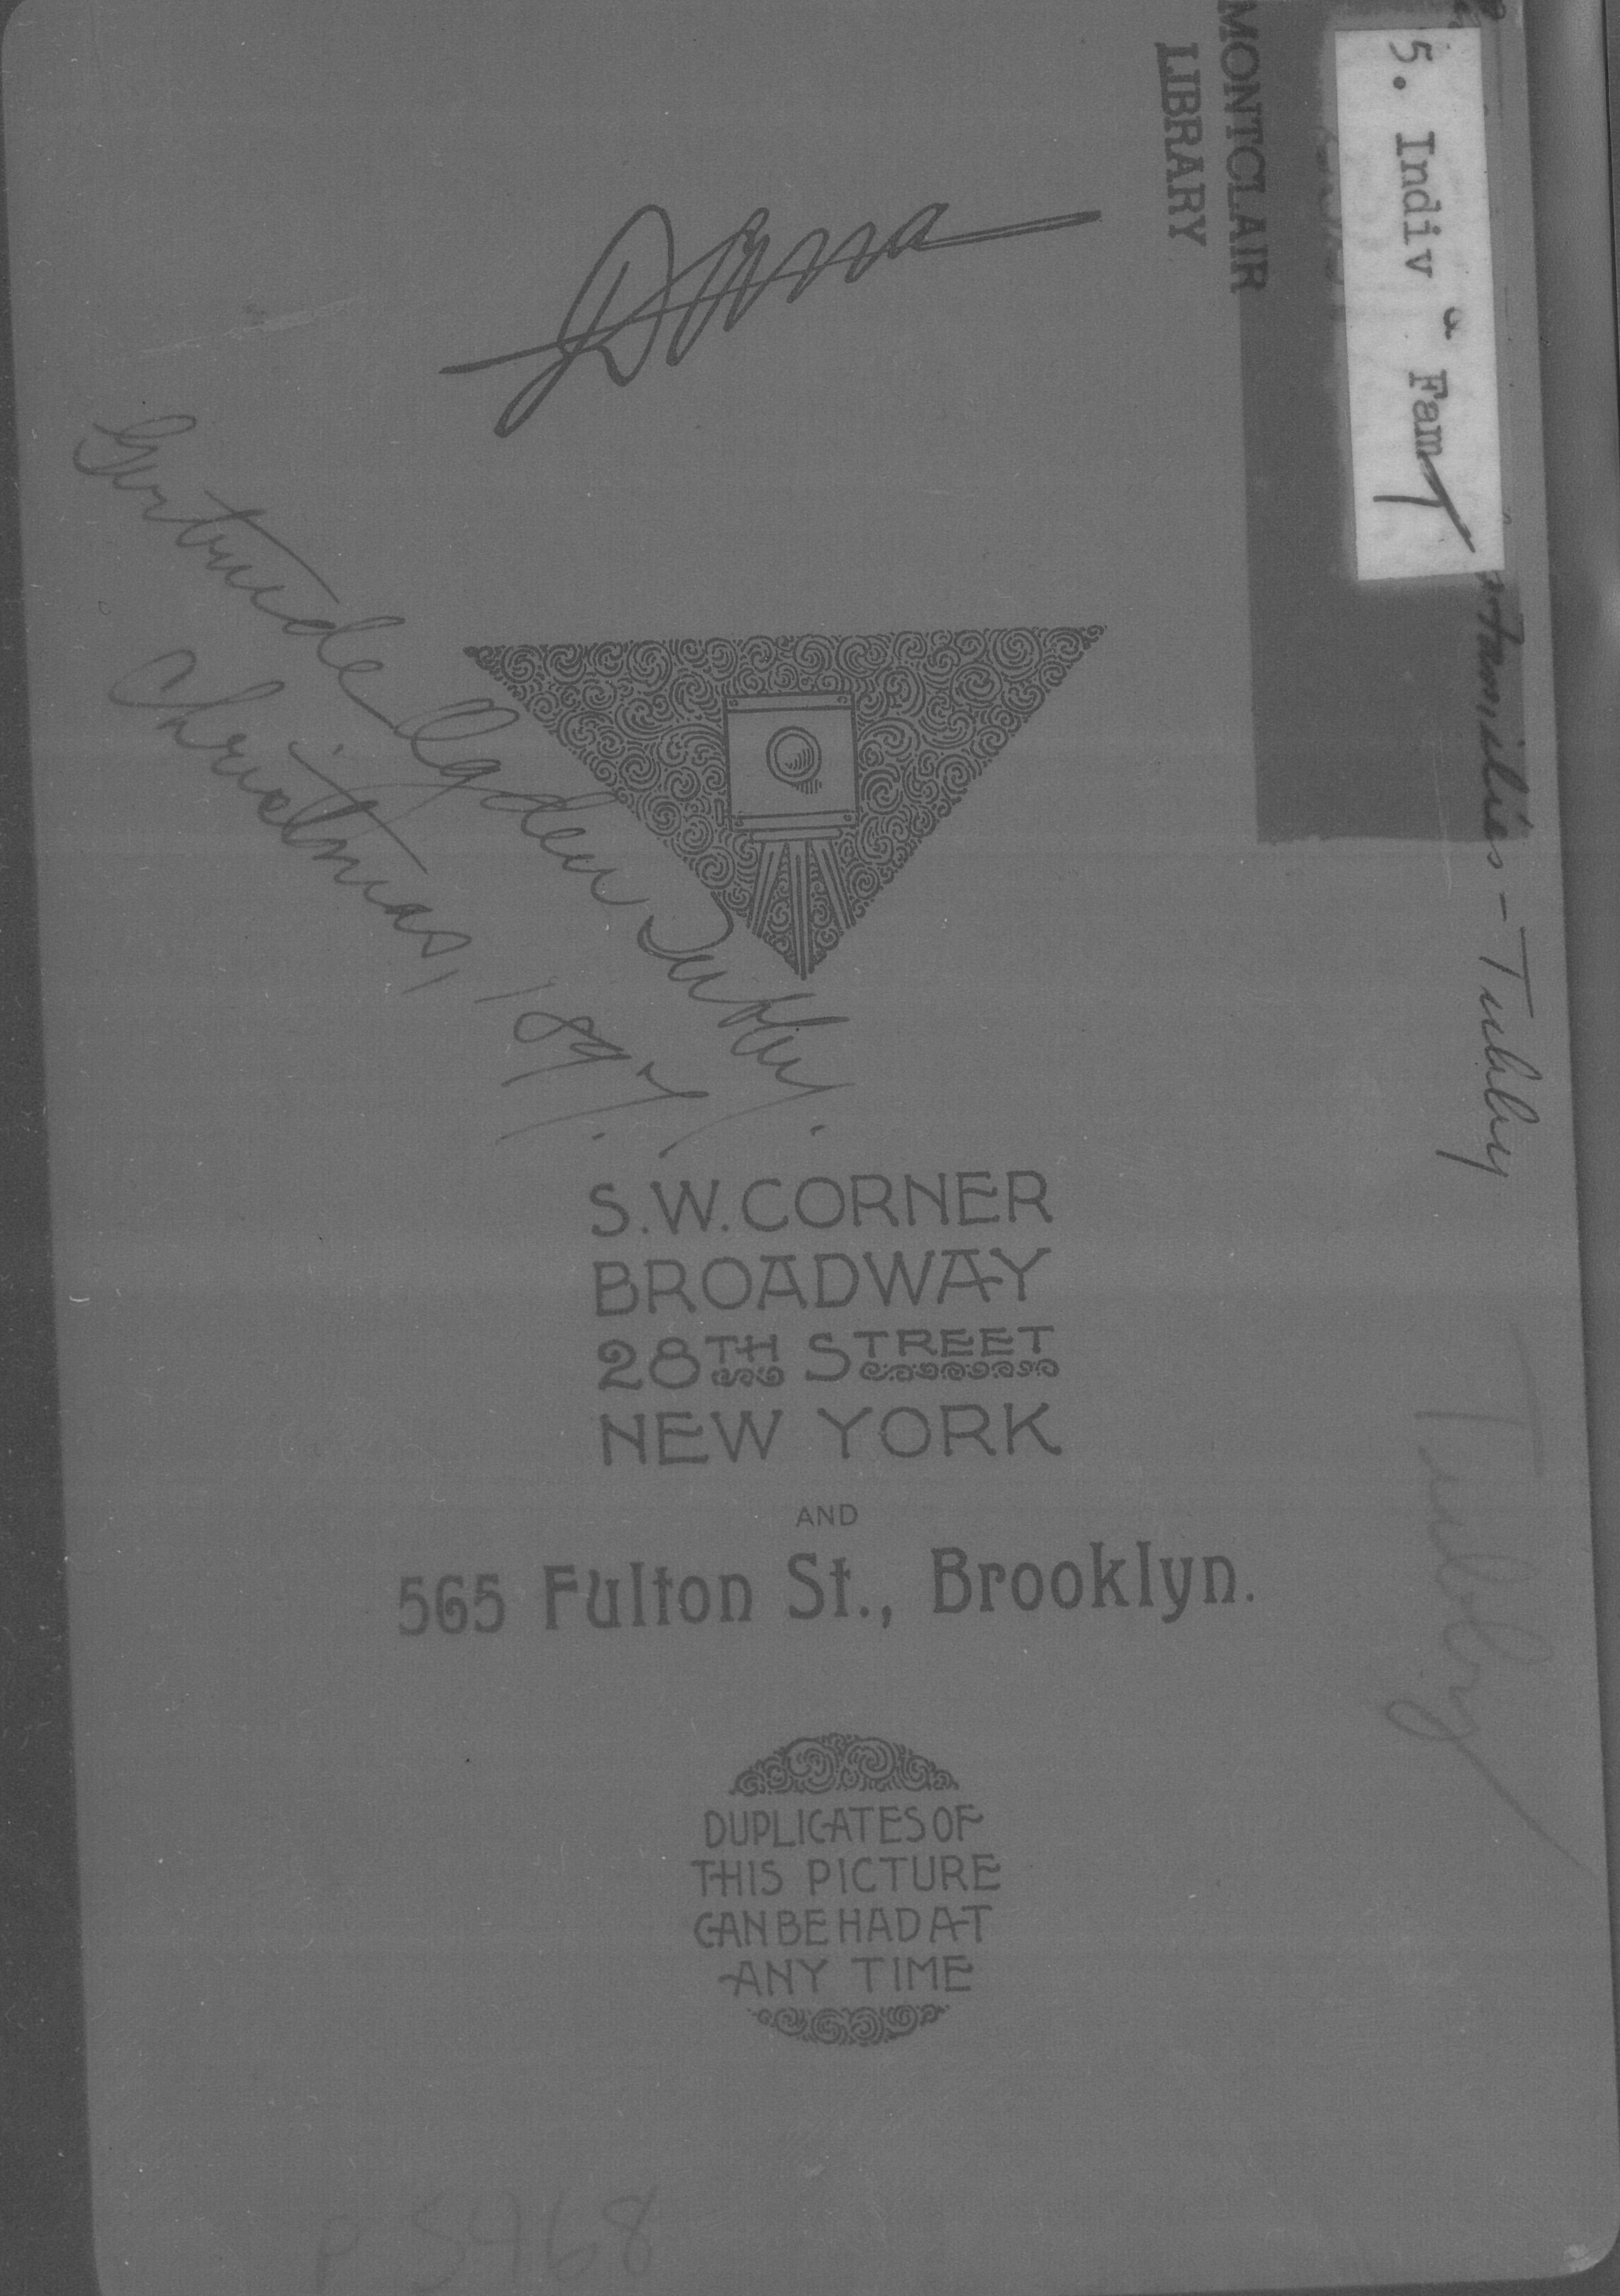 MONTCLAIR
LIBRARY
5. Indiv & Fam
Families - Tubby
Dana
Gertrude Ogden Tubby.
Christmas, 1897.
S.W. CORNER
BROADWAY
28TH STREET
NEW YORK
AND
565 Fulton St., Brooklyn.
Tubby
DUPLICATES OF
THIS PICTURE
CAN BE HAD AT
ANY TIME
P 5468